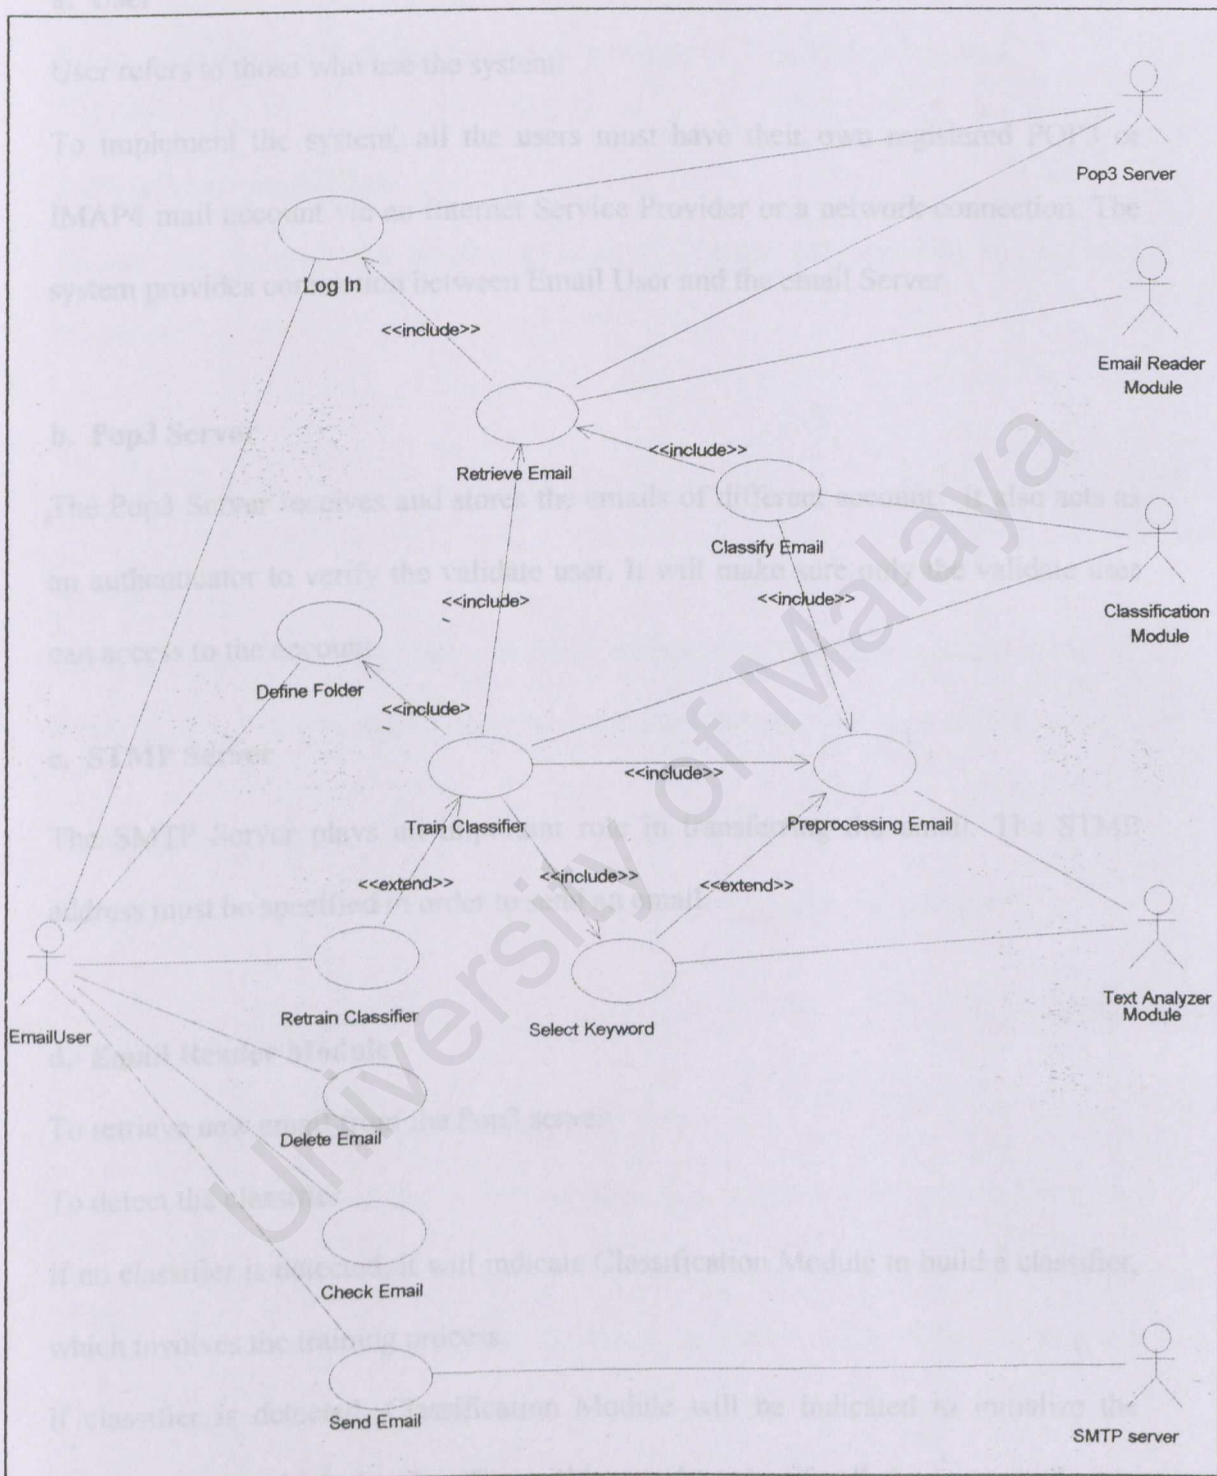 Pop3 Server
Log In
<<include>>
Email Reader
Module
Retrieve Email
<<include>>
Classify Email
<<include>
<<include>>
Classification
Module
Define Folder
<<include>
<<include>>
Train Classifier
Preprocessing Email
<<extend>>
<<include>>
<<extend>>
Text Analyzer
Module
EmailUser
Retrain Classifier
Select Keyword
Delete Email
Check Email
Send Email
SMTP server
University of Malaya
User refers to those who use the system.
To implement the system, all the users must have their own registered POP3 or
IMAP4 mail account via an Internet Service Provider or a network connection. The
system provides connection between Email User and the email Server.
b. Pop3 Server
The Pop3 Server receives and stores the emails of different account. It also acts as
an authenticator to verify the validate user. It will make sure only the validate user
can access to the account.
c. STMP Server
The SMTP Server plays an important role in transferring the email. The STMP
address must be specified in order to send an email.
d. Email Reader Module
To retrieve new email from the Pop3 server.
To detect the classifier.
If no classifier is detected, it will indicate Classification Module to build a classifier,
which involves the training process.
If classifier is detected, Classification Module will be indicated to initialize the